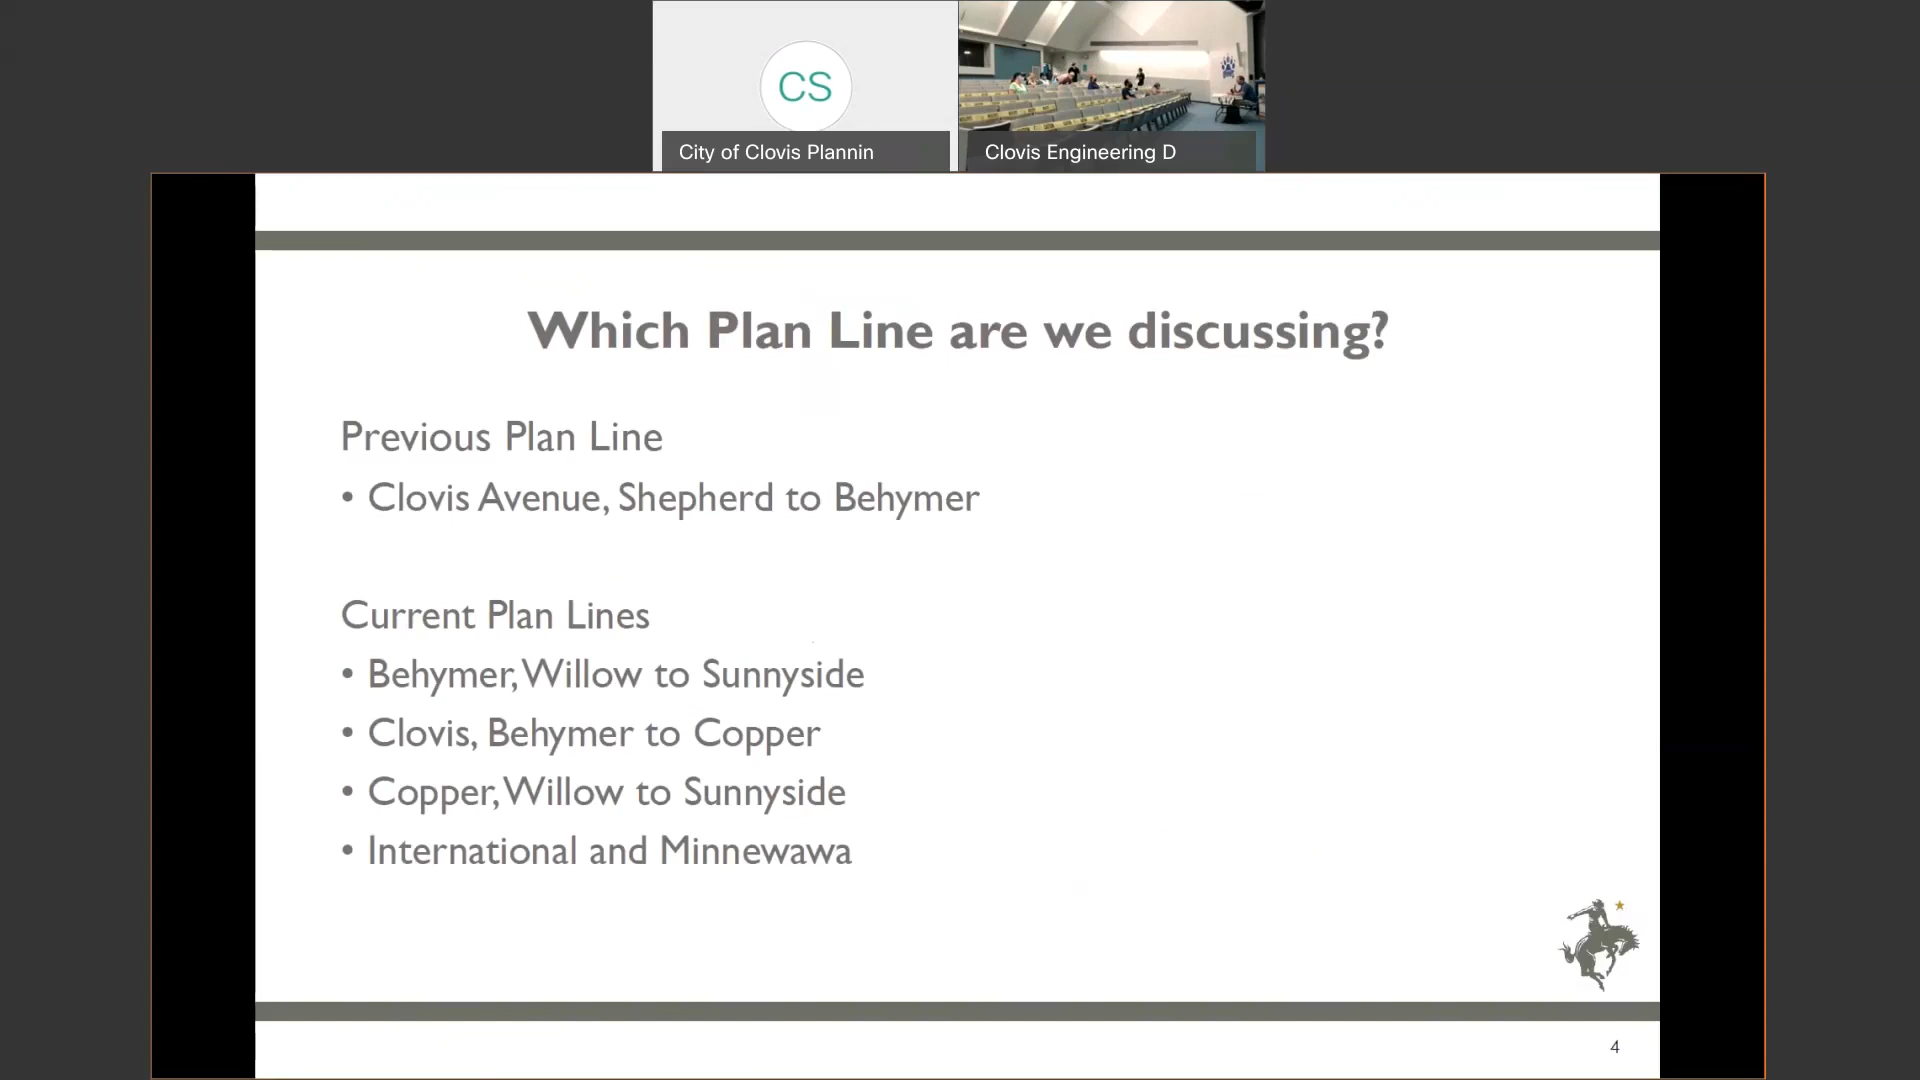 CS
City of Clovis Plannin
Clovis Engineering D
Which Plan Line are we discussing?
Previous Plan Line
• Clovis Avenue, Shepherd to Behymer
Current Plan Lines
• Behymer, Willow to Sunnyside
• Clovis, Behymer to Copper
• Copper, Willow to Sunnyside
• International and Minnewawa
4